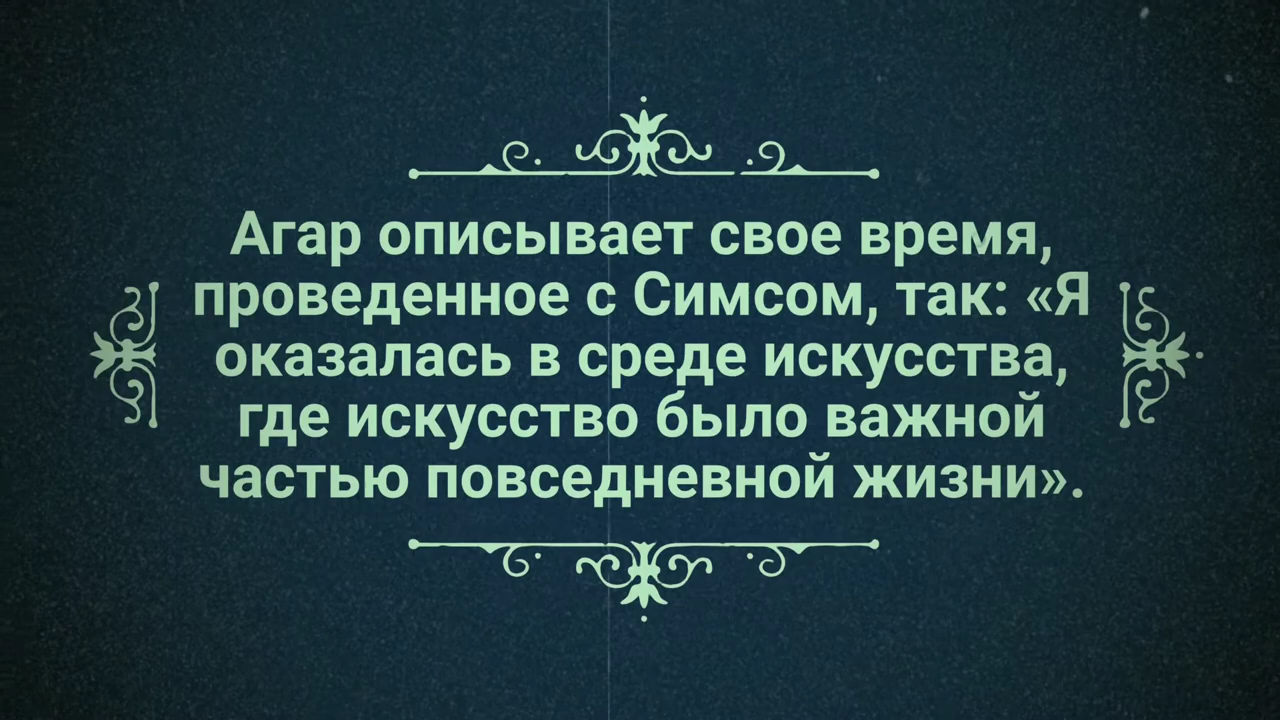 Агар описывает свое время,
проведенное с Симсом, так: «Я
оказалась в среде искусства,
где искусство было важной
частью повседневной жизни».